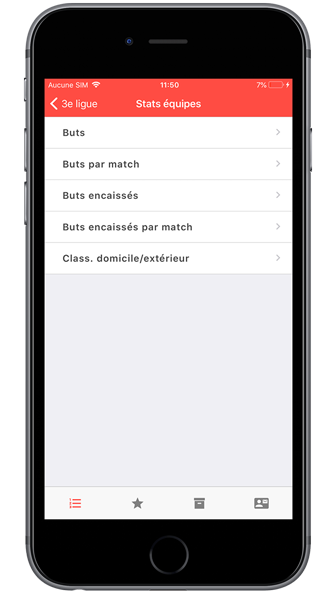 Aucune SIM 11:50 7%
3e ligue Stats équipes
Buts
Buts par match
Buts encaissés
Buts encaissés par match
Class. domicile/extérieur